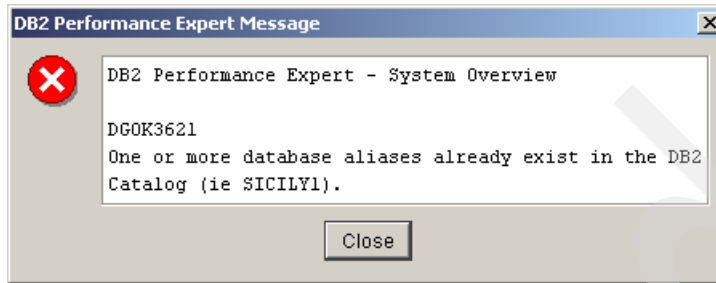 DB2 Performance Expert Message
DB2 Performance Expert - System Overview
DGOK3621
One or more database aliases already exist in the DB2
Catalog (ie SICILY1).
Close